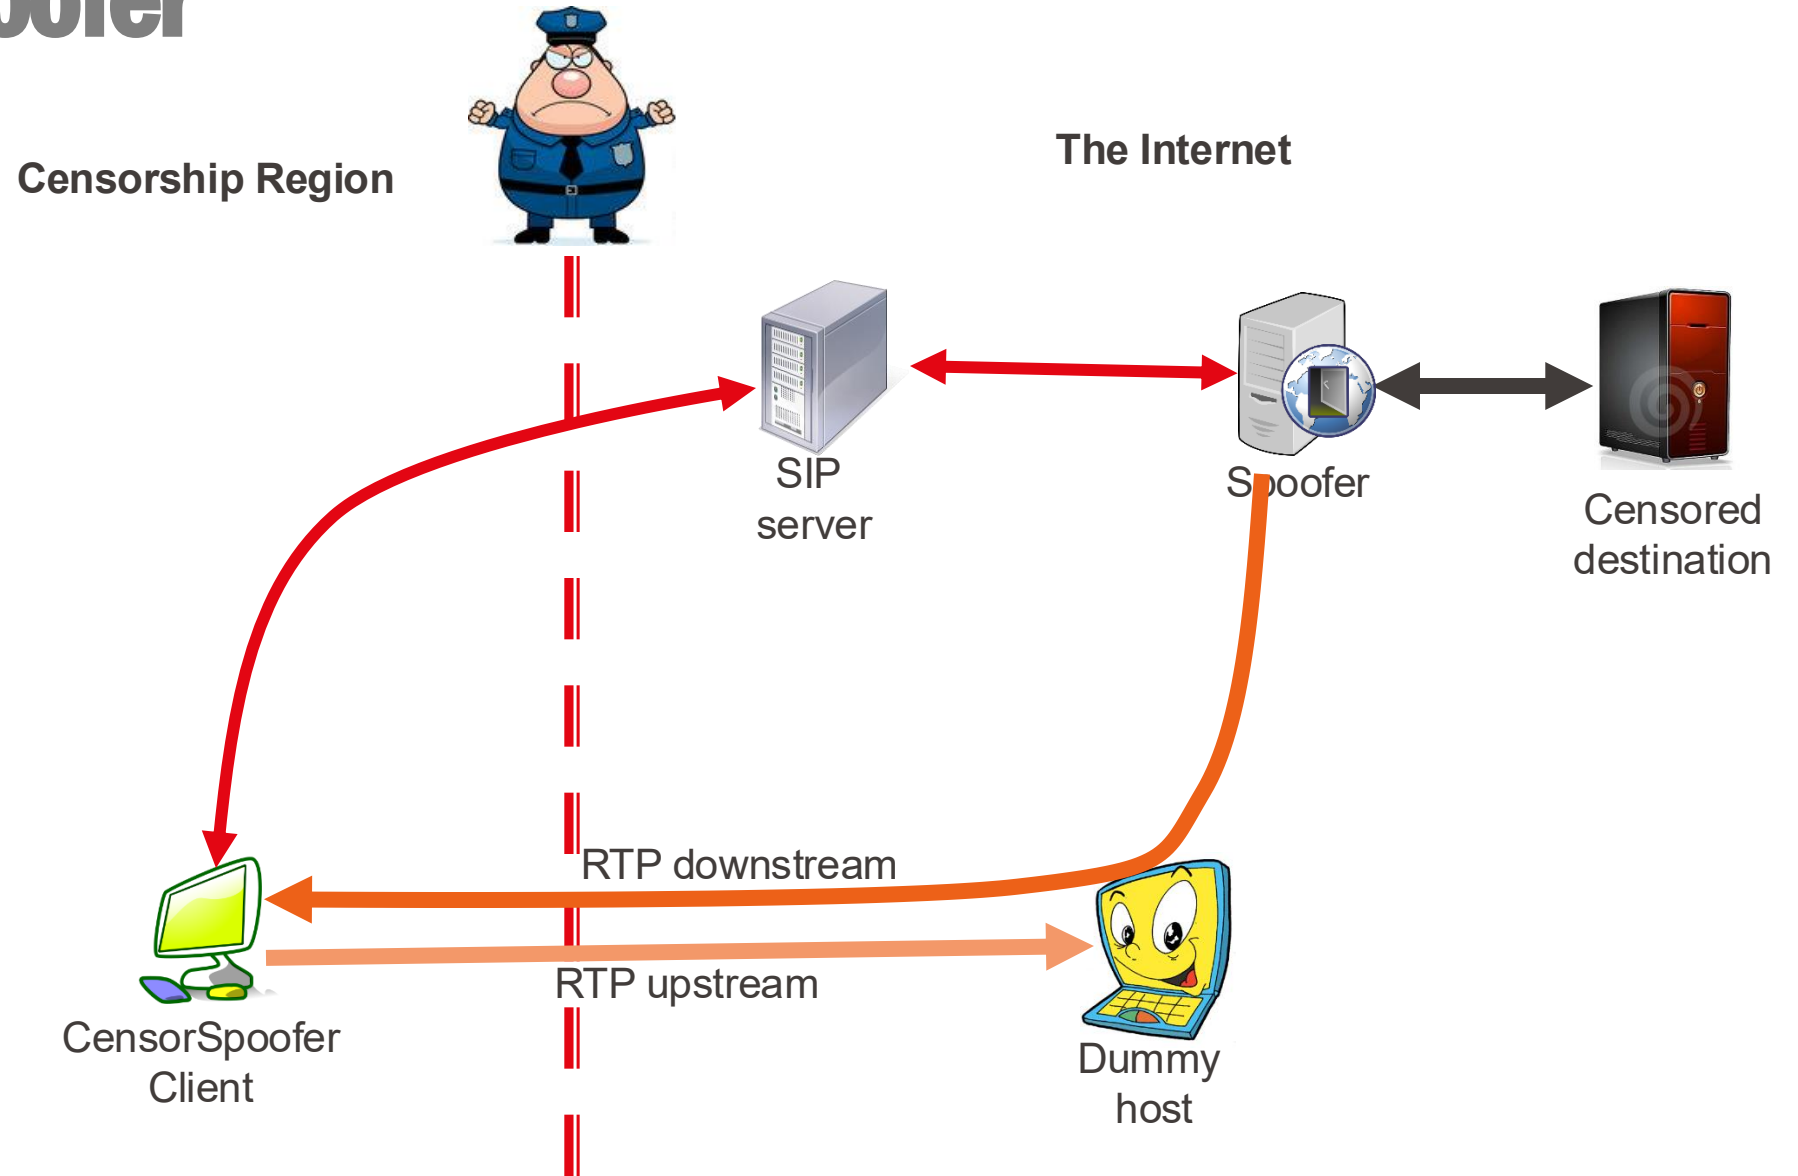 Censorship Region
The Internet
SIP
server
Spoofer
Censored
destination
RTP downstream
RTP upstream
CensorSpoofer
Client
Dummy
host